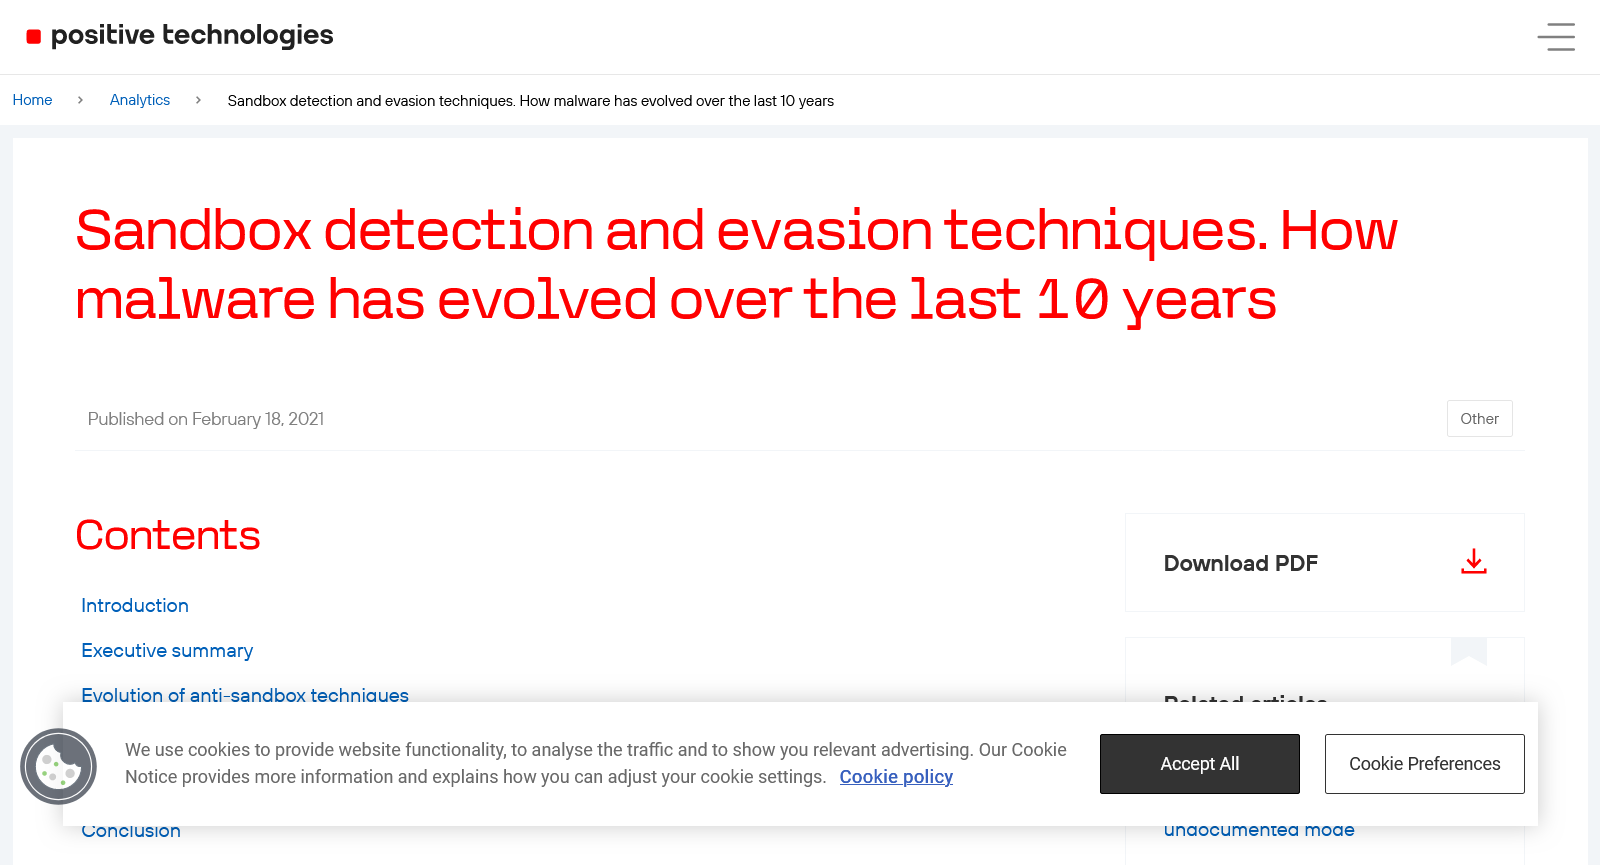 positive technologies
Home > Analytics > Sandbox detection and evasion techniques. How malware has evolved over the last 10 years
Sandbox detection and evasion techniques. How
malware has evolved over the last 10 years
Published on February 18, 2021
Other
Contents
Introduction
Executive summary
Evolution of anti-sandbox techniques
Conclusion
Download PDF
Related articles
undocumented mode
We use cookies to provide website functionality, to analyse the traffic and to show you relevant advertising. Our Cookie
Notice provides more information and explains how you can adjust your cookie settings. Cookie policy
Accept All
Cookie Preferences